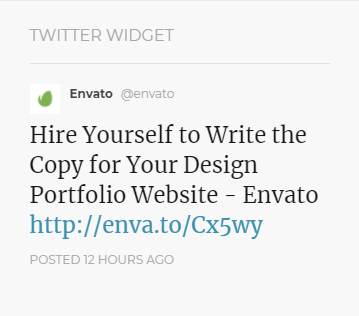 TWITTER WIDGET
Envato @envato
Hire Yourself to Write the
Copy for Your Design
Portfolio Website - Envato
http://enva.to/Cx5wy
POSTED 12 HOURS AGO